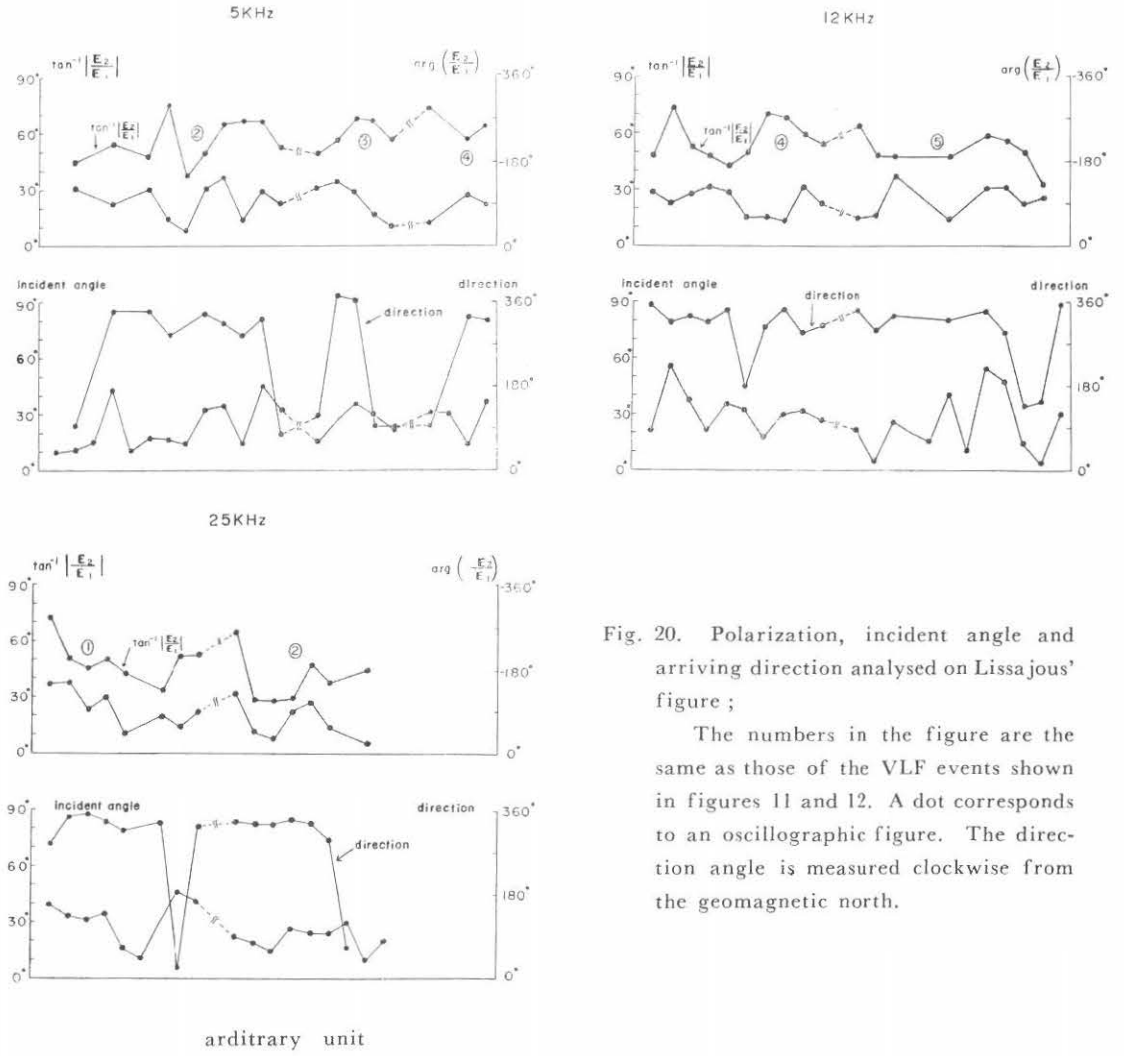 5KHz
tan⁻¹|E₂/E₁|
arg(E₂/E₁)
90°
60°
30°
0°
360°
180°
0°
tan⁻¹|E₂/E₁|
②
③
④
incident angle
direction
90°
60°
30°
0°
360°
180°
0°
direction
12KHz
tan⁻¹|E₂/E₁|
arg(E₂/E₁)
90°
60°
30°
0°
360°
180°
0°
tan⁻¹|E₂/E₁|
④
⑤
incident angle
direction
90°
60°
30°
0°
360°
180°
0°
direction
25KHz
tan⁻¹|E₂/E₁|
arg(E₂/E₁)
90°
60°
30°
0°
360°
180°
0°
①
tan⁻¹|E₂/E₁|
②
incident angle
direction
90°
60°
30°
0°
360°
180°
0°
direction
arditrary unit
Fig. 20. Polarization, incident angle and
arriving direction analysed on Lissajous'
figure ;
The numbers in the figure are the
same as those of the VLF events shown
in figures 11 and 12. A dot corresponds
to an oscillographic figure. The direc-
tion angle is measured clockwise from
the geomagnetic north.